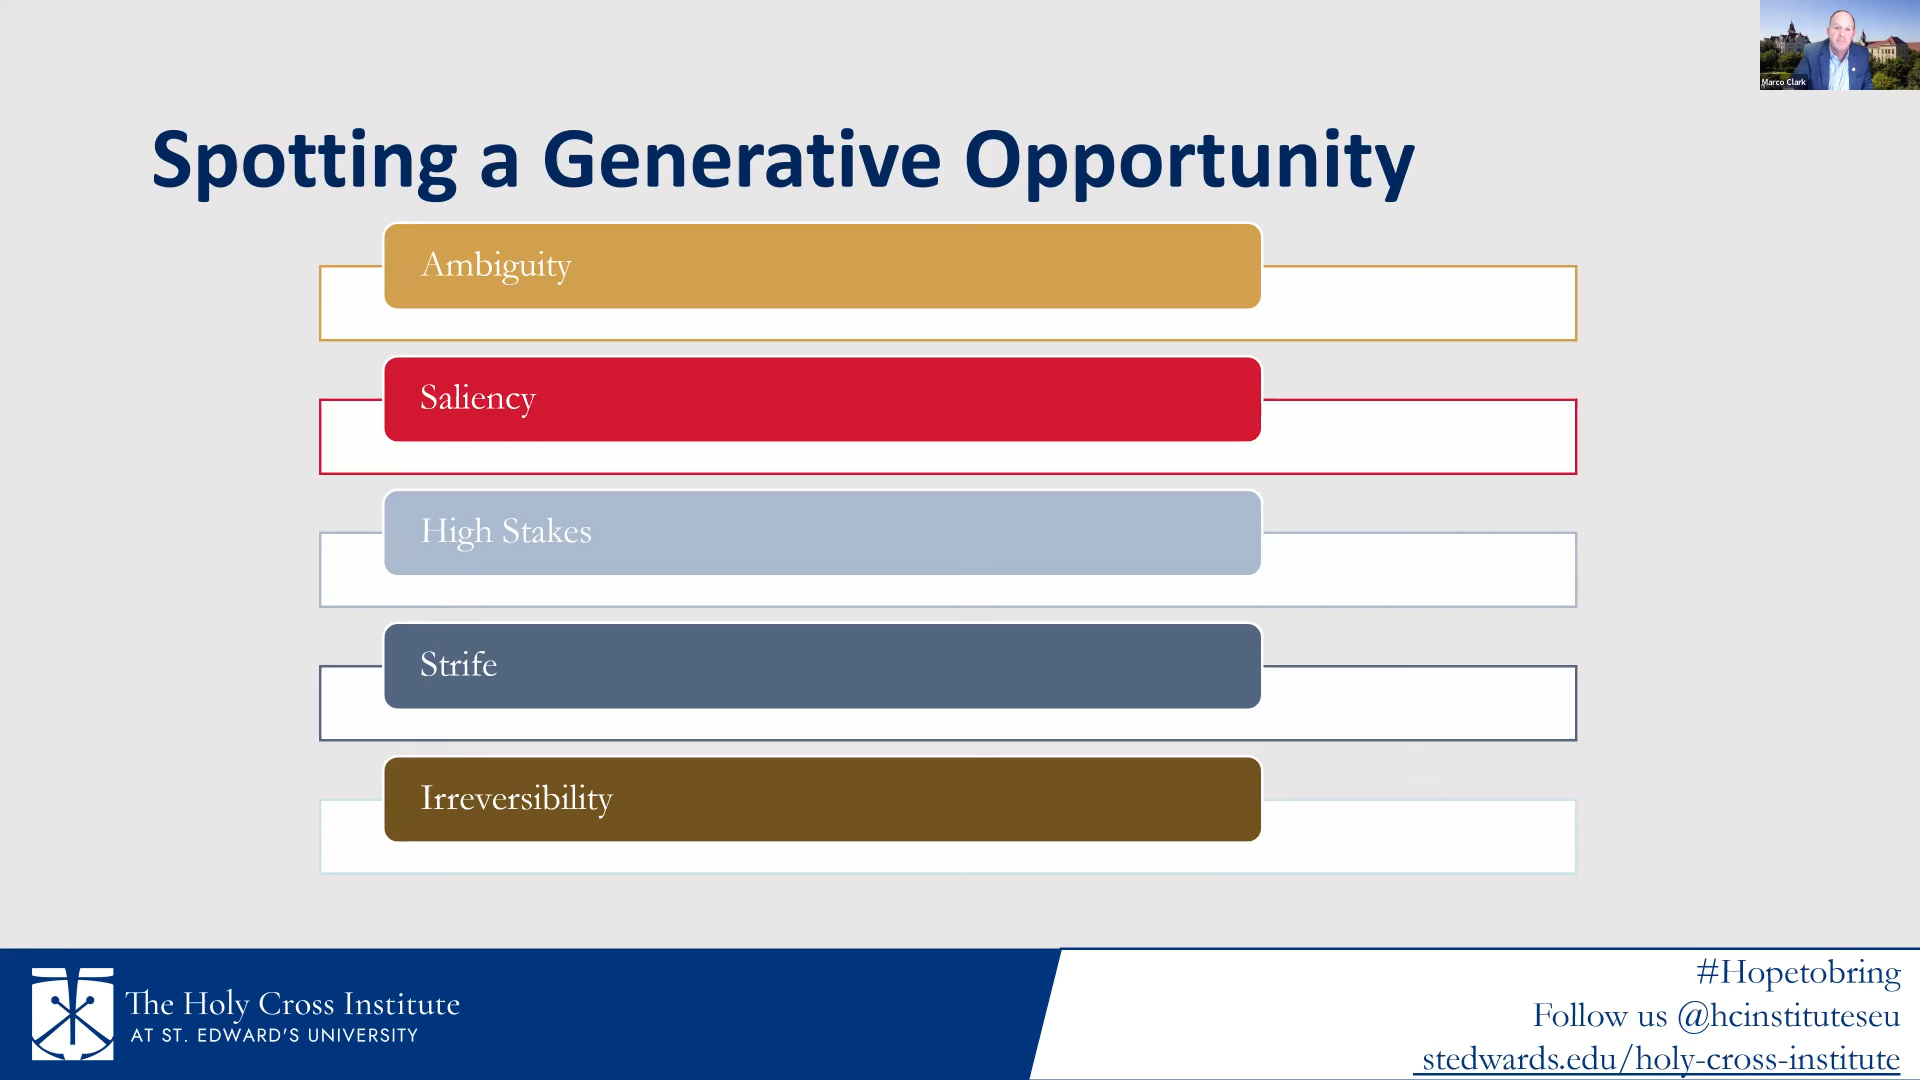 Marco Clark
Spotting a Generative Opportunity
Ambiguity
Saliency
High Stakes
Strife
Irreversibility
The Holy Cross Institute
AT ST. EDWARD'S UNIVERSITY
#Hopetobring
Follow us @hcinstituteseu
stedwards.edu/holy-cross-institute